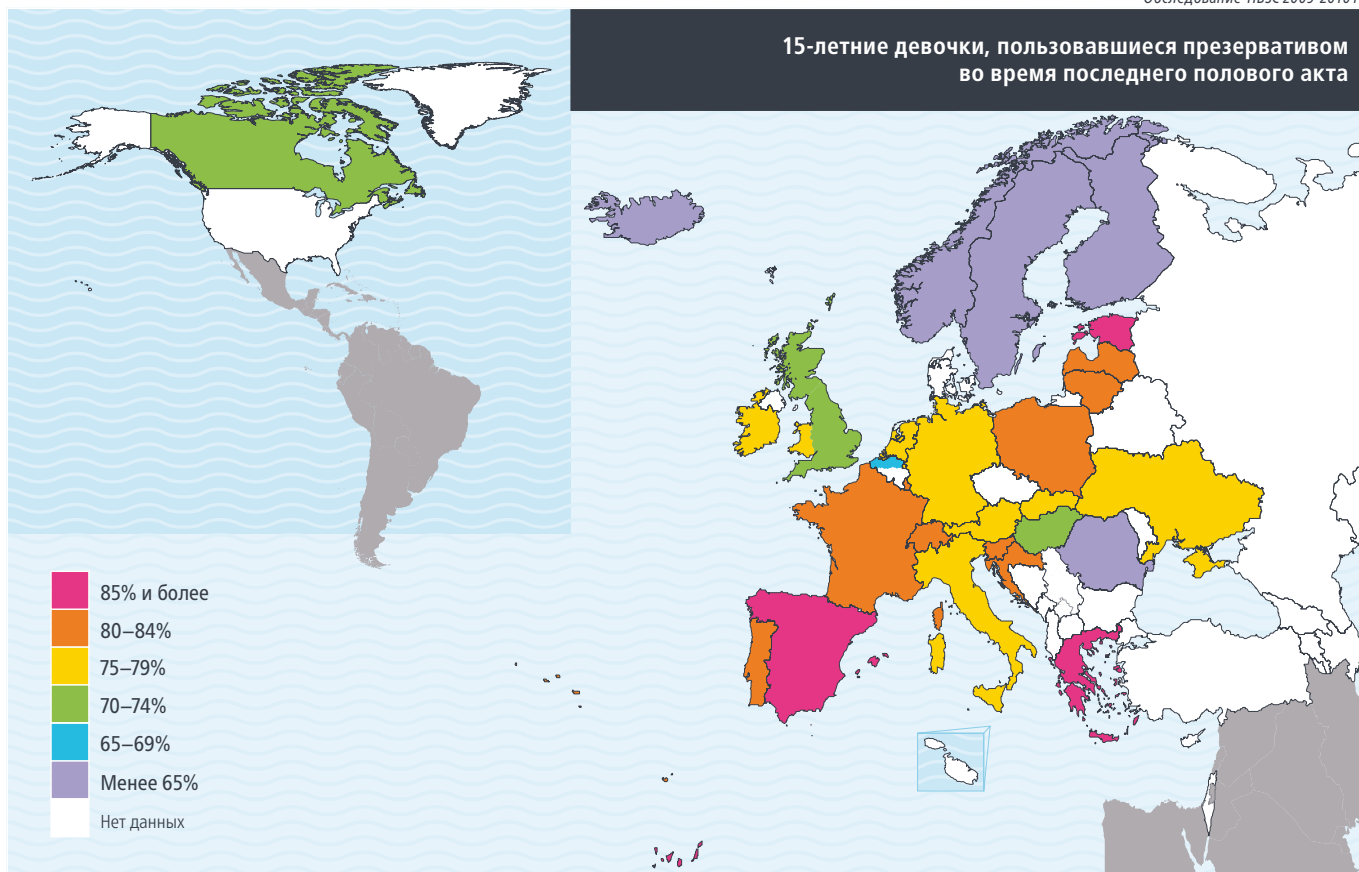 15-летние девочки, пользовавшиеся презервативом
во время последнего полового акта
85% и более
80–84%
75–79%
70–74%
65–69%
Менее 65%
Нет данных